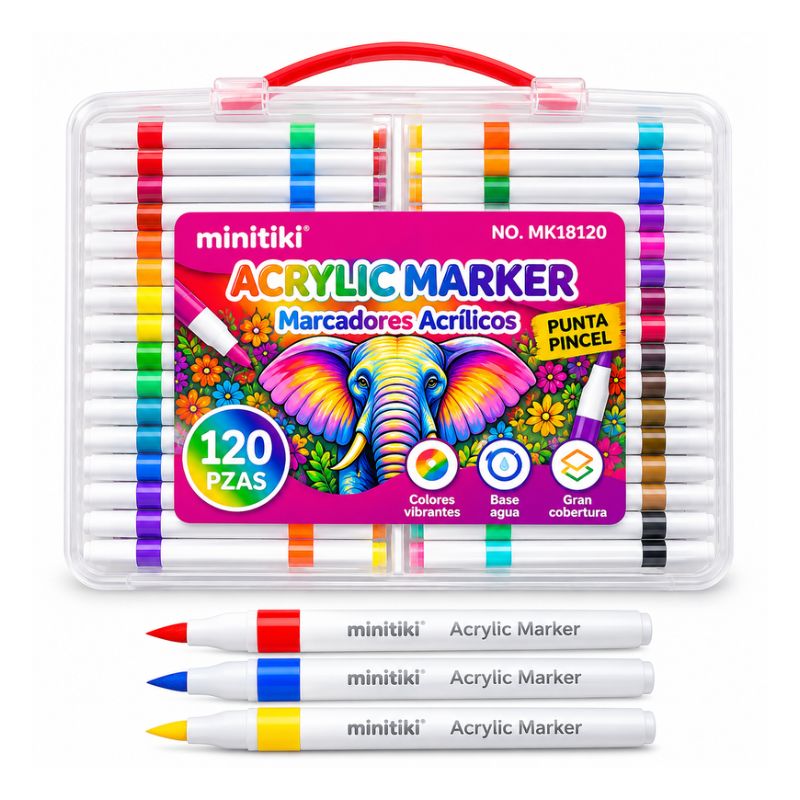 minitiki®
NO. MK18120
ACRYLIC MARKER
Marcadores Acrílicos
PUNTA
PINCEL
120
PZAS
Colores
vibrantes
Base
agua
Gran
cobertura
minitiki® Acrylic Marker
minitiki® Acrylic Marker
minitiki® Acrylic Marker